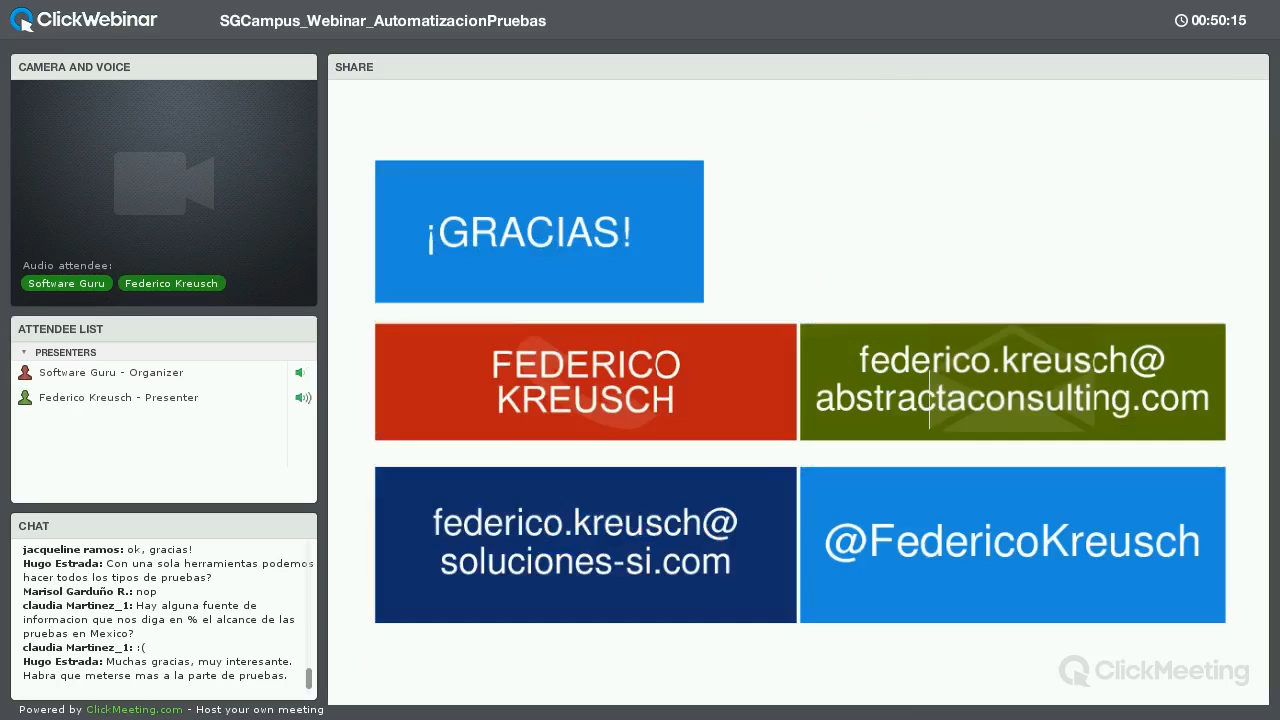 ClickWebinar
SGCampus_Webinar_AutomatizacionPruebas
00:50:15
CAMERA AND VOICE
Audio attendee:
Software Guru
Federico Kreusch
ATTENDEE LIST
PRESENTERS
Software Guru - Organizer
Federico Kreusch - Presenter
CHAT
jacqueline ramos: ok, gracias!
Hugo Estrada: Con una sola herramientas podemos
hacer todos los tipos de pruebas?
Marisol Garduño R.: nop
claudia Martinez_1: Hay alguna fuente de
informacion que nos diga en % el alcance de las
pruebas en Mexico?
claudia Martinez_1: :(
Hugo Estrada: Muchas gracias, muy interesante.
Habra que meterse mas a la parte de pruebas.
Powered by ClickMeeting.com - Host your own meeting
SHARE
¡GRACIAS!
FEDERICO
KREUSCH
federico.kreusch@
abstractaconsulting.com
federico.kreusch@
soluciones-si.com
@FedericoKreusch
ClickMeeting